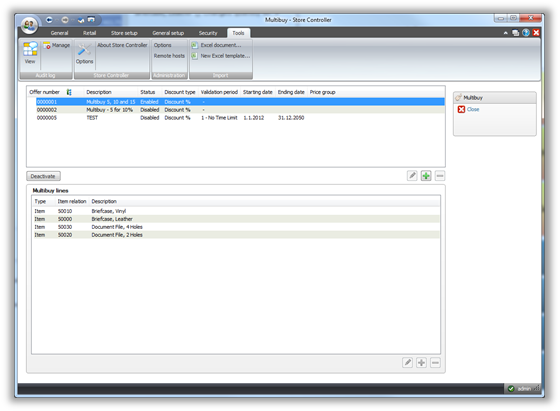 Multibuy - Store Controller
General Retail Store setup General setup Security Tools
View
Manage
Audit log
Options
About Store Controller
Store Controller
Options
Remote hosts
Administration
Excel document...
New Excel template...
Import
Offer number Description Status Discount type Validation period Starting date Ending date Price group
0000001 Multibuy 5, 10 and 15 Enabled Discount % -
0000002 Multibuy - 5 for 10% Disabled Discount % -
0000005 TEST Disabled Discount % 1 - No Time Limit 1.1.2012 31.12.2050
Multibuy
Close
Deactivate
Multibuy lines
Type Item relation Description
Item 50010 Briefcase, Vinyl
Item 50000 Briefcase, Leather
Item 50030 Document File, 4 Holes
Item 50020 Document File, 2 Holes
admin